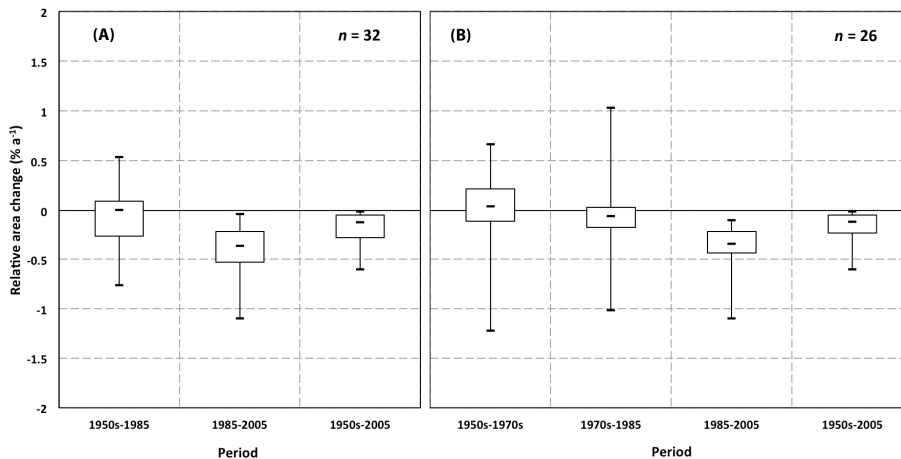 2
1.5
1
0.5
0
-0.5
-1
-1.5
-2
Relative area change (% a⁻¹)
(A)
n = 32
1950s-1985
1985-2005
1950s-2005
Period
(B)
n = 26
1950s-1970s
1970s-1985
1985-2005
1950s-2005
Period